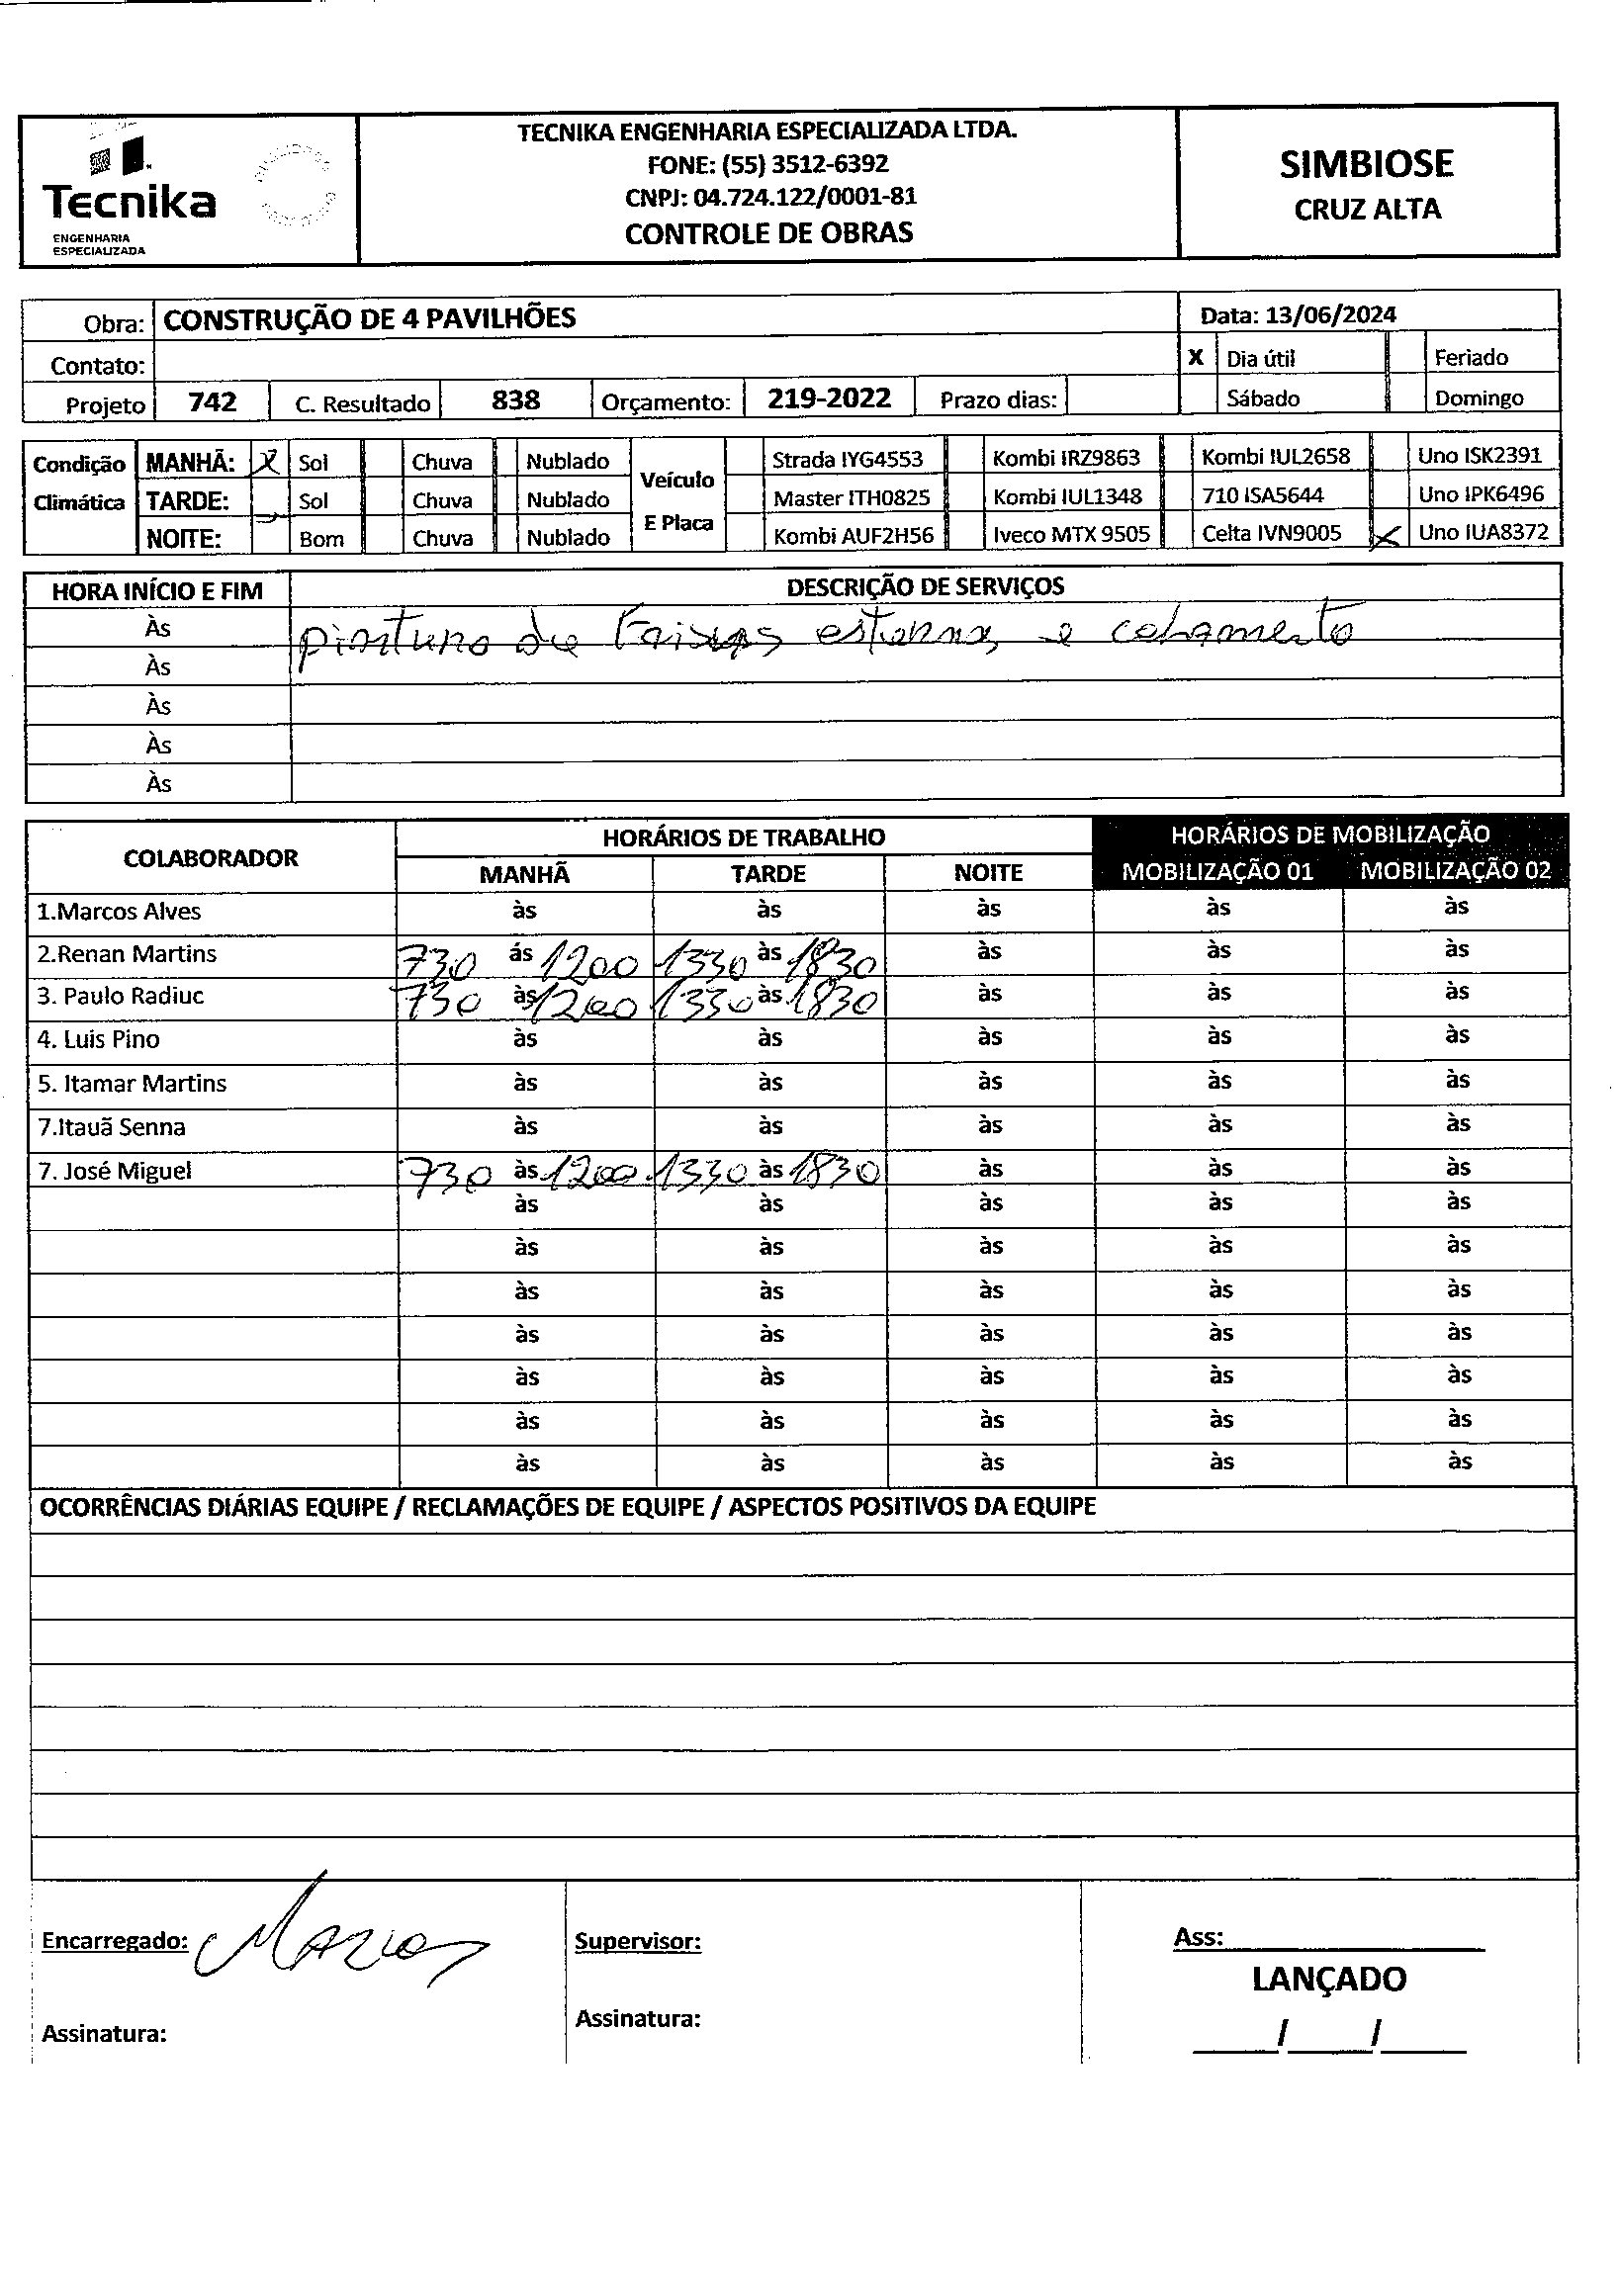 Tecnika
ENGENHARIA
ESPECIALIZADA
TECNIKA ENGENHARIA ESPECIALIZADA LTDA.
FONE: (55) 3512-6392
CNPJ: 04.724.122/0001-81
CONTROLE DE OBRAS
SIMBIOSE
CRUZ ALTA
Obra: CONSTRUÇÃO DE 4 PAVILHÕES Data: 13/06/2024
Contato: X Dia útil Feriado
Projeto 742 C. Resultado 838 Orçamento: 219-2022 Prazo dias: Sábado Domingo
Condição Climática Veículo E Placa
MANHÃ: X Sol Chuva Nublado Strada IYG4553 Kombi IRZ9863 Kombi IUL2658 Uno ISK2391
TARDE: Sol Chuva Nublado Master ITH0825 Kombi IUL1348 710 ISA5644 Uno IPK6496
NOITE: Bom Chuva Nublado Kombi AUF2H56 Iveco MTX 9505 Celta IVN9005 X Uno IUA8372
HORA INÍCIO E FIM DESCRIÇÃO DE SERVIÇOS
Às pintura de e
Às
Às
Às
Às
COLABORADOR HORÁRIOS DE TRABALHO HORÁRIOS DE MOBILIZAÇÃO
MANHÃ TARDE NOITE MOBILIZAÇÃO 01 MOBILIZAÇÃO 02
1.Marcos Alves às às às às às
2.Renan Martins 730 ás 1200 1330 às 1830 às às às
3. Paulo Radiuc 730 às 1200 1330 às 1830 às às às
4. Luis Pino às às às às às
5. Itamar Martins às às às às às
7.Itauã Senna às às às às às
7. José Miguel 730 às 1200 1330 às 1830 às às às
às às às às às
às às às às às
às às às às às
às às às às às
às às às às às
às às às às às
às às às às às
OCORRÊNCIAS DIÁRIAS EQUIPE / RECLAMAÇÕES DE EQUIPE / ASPECTOS POSITIVOS DA EQUIPE
Encarregado: Marcos Supervisor: Ass:
LANÇADO
Assinatura: Assinatura: / /